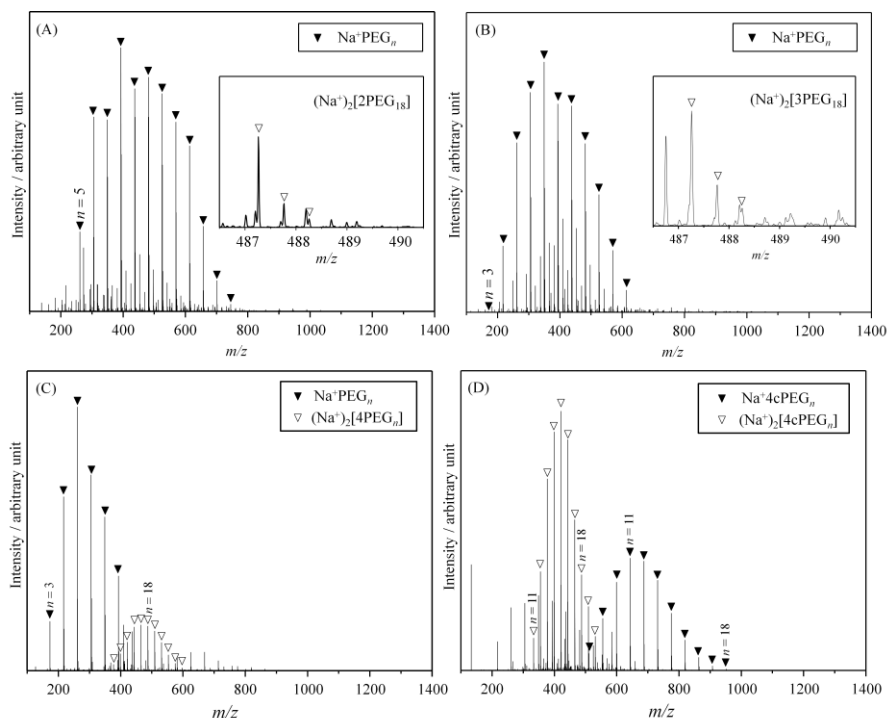 (A)
▼ Na⁺PEGₙ
(Na⁺)₂[2PEG₁₈]
n = 5
487 488 489 490
m/z
Intensity / arbitrary unit
200 400 600 800 1000 1200 1400
m/z
(B)
▼ Na⁺PEGₙ
(Na⁺)₂[3PEG₁₈]
n = 3
487 488 489 490
m/z
Intensity / arbitrary unit
200 400 600 800 1000 1200 1400
m/z
(C)
▼ Na⁺PEGₙ
▽ (Na⁺)₂[4PEGₙ]
n = 3
n = 18
Intensity / arbitrary unit
200 400 600 800 1000 1200 1400
m/z
(D)
▼ Na⁺4cPEGₙ
▽ (Na⁺)₂[4cPEGₙ]
n = 11
n = 18
n = 11
n = 18
Intensity / arbitrary unit
200 400 600 800 1000 1200 1400
m/z